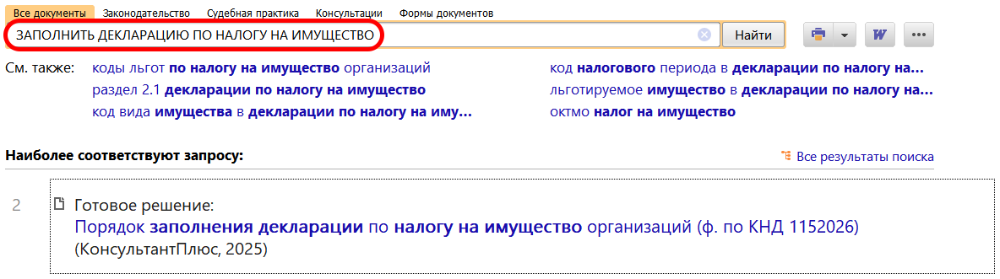 Все документы Законодательство Судебная практика Консультации Формы документов
ЗАПОЛНИТЬ ДЕКЛАРАЦИЮ ПО НАЛОГУ НА ИМУЩЕСТВО Найти W
См. также: коды льгот по налогу на имущество организаций код налогового периода в декларации по налогу на...
раздел 2.1 декларации по налогу на имущество льготируемое имущество в декларации по налогу на...
код вида имущества в декларации по налогу на иму... октмо налог на имущество
Наиболее соответствуют запросу: Все результаты поиска
2 Готовое решение:
Порядок заполнения декларации по налогу на имущество организаций (ф. по КНД 1152026)
(КонсультантПлюс, 2025)